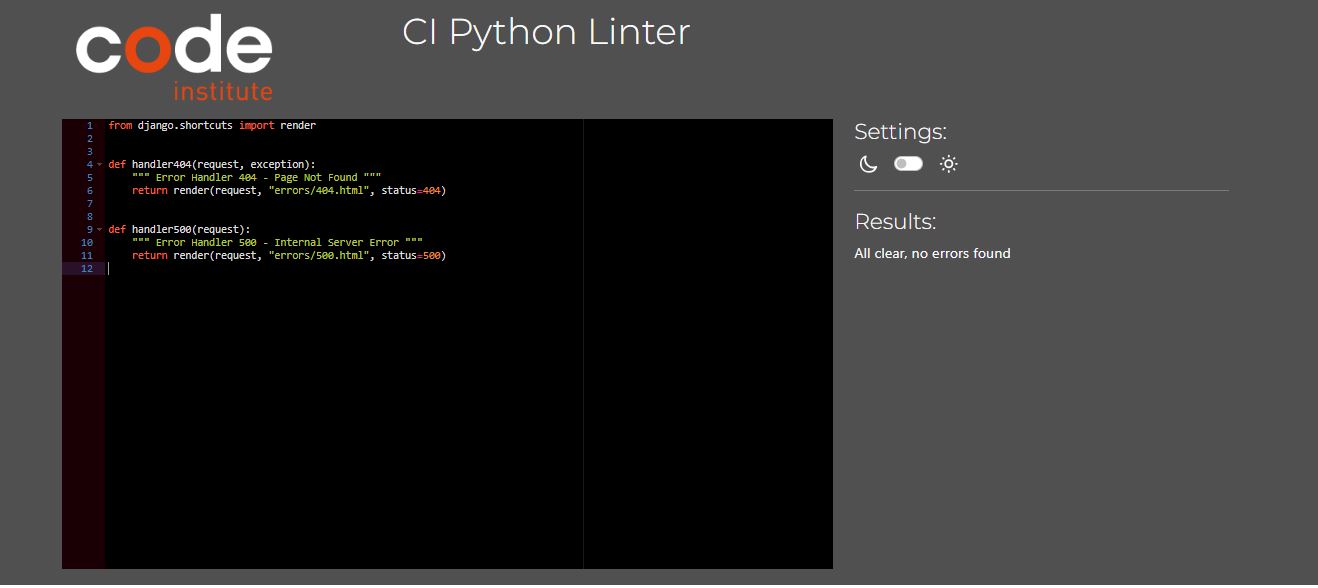 code
institute
CI Python Linter
1 from django.shortcuts import render
2
3
4 def handler404(request, exception):
5     """ Error Handler 404 - Page Not Found """
6     return render(request, "errors/404.html", status=404)
7
8
9 def handler500(request):
10     """ Error Handler 500 - Internal Server Error """
11     return render(request, "errors/500.html", status=500)
12
Settings:
Results:
All clear, no errors found